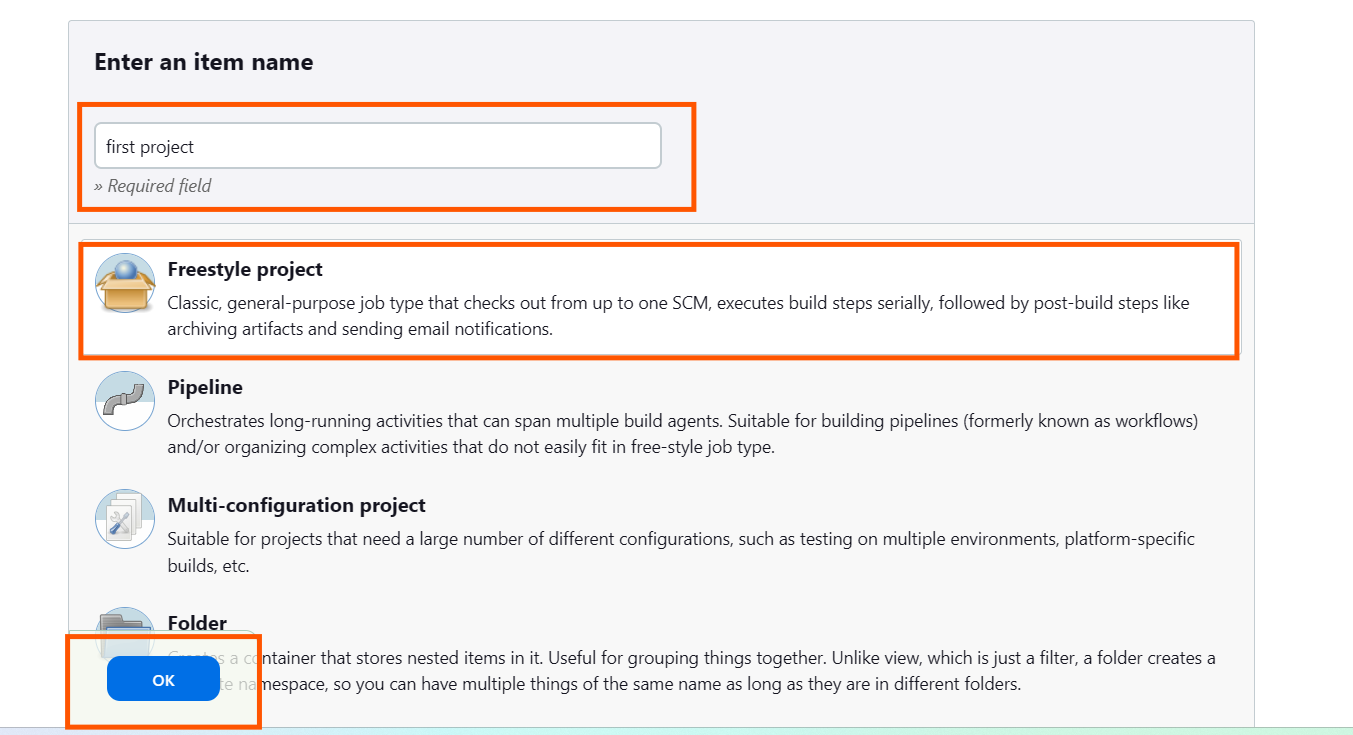 Enter an item name
first project
» Required field
Freestyle project
Classic, general-purpose job type that checks out from up to one SCM, executes build steps serially, followed by post-build steps like
archiving artifacts and sending email notifications.
Pipeline
Orchestrates long-running activities that can span multiple build agents. Suitable for building pipelines (formerly known as workflows)
and/or organizing complex activities that do not easily fit in free-style job type.
Multi-configuration project
Suitable for projects that need a large number of different configurations, such as testing on multiple environments, platform-specific
builds, etc.
Folder
Creates a container that stores nested items in it. Useful for grouping things together. Unlike view, which is just a filter, a folder creates a
namespace, so you can have multiple things of the same name as long as they are in different folders.
OK